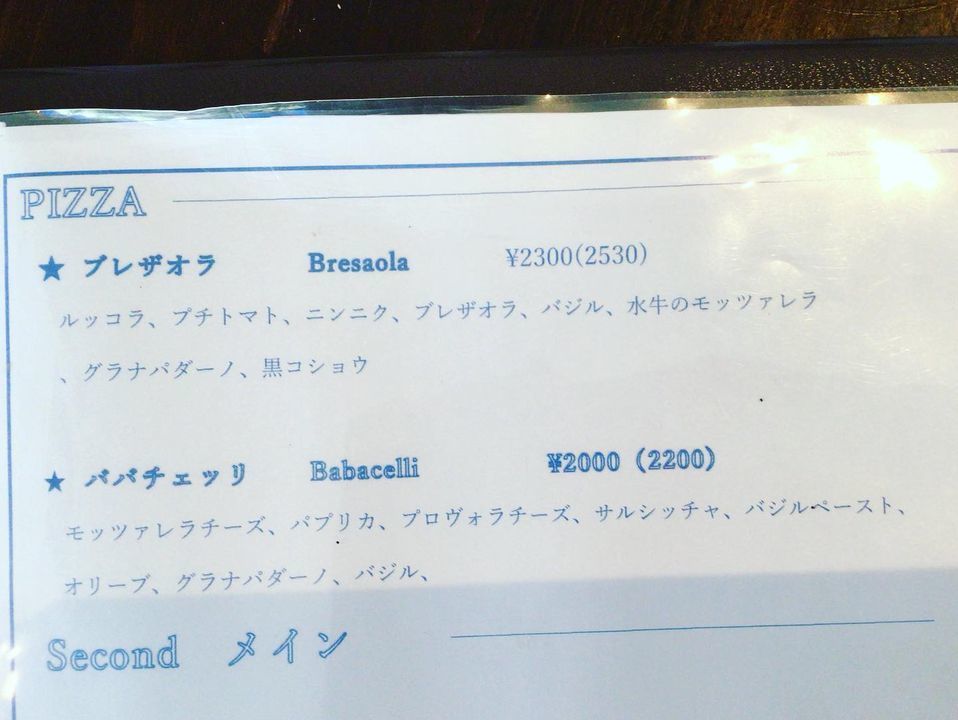 PIZZA
★ ブレザオラ Bresaola ¥2300(2530)
ルッコラ、プチトマト、ニンニク、ブレザオラ、バジル、水牛のモッツァレラ
、グラナパダーノ、黒コショウ
★ ババチェッリ Babacelli ¥2000（2200）
モッツァレラチーズ、パプリカ、プロヴォラチーズ、サルシッチャ、バジルペースト、
オリーブ、グラナパダーノ、バジル、
Second メイン